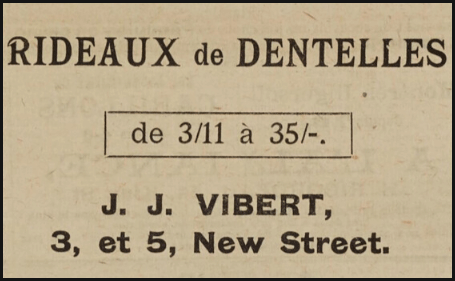 RIDEAUX de DENTELLES
de 3/11 à 35/-.
J. J. VIBERT,
3, et 5, New Street.